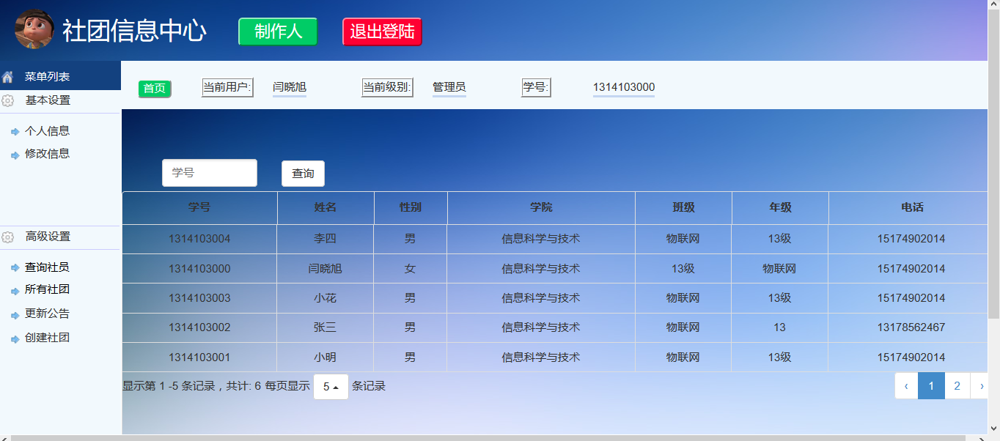 社团信息中心 制作人 退出登陆
菜单列表
基本设置
个人信息
修改信息
高级设置
查询社员
所有社团
更新公告
创建社团
首页 当前用户: 闫晓旭 当前级别: 管理员 学号: 1314103000
学号 查询
学号 姓名 性别 学院 班级 年级 电话
1314103004 李四 男 信息科学与技术 物联网 13级 15174902014
1314103000 闫晓旭 女 信息科学与技术 13级 物联网 15174902014
1314103003 小花 男 信息科学与技术 物联网 13级 15174902014
1314103002 张三 男 信息科学与技术 物联网 13 13178562467
1314103001 小明 男 信息科学与技术 物联网 13级 15174902014
显示第 1 -5 条记录，共计: 6 每页显示 5 条记录 ‹ 1 2 ›